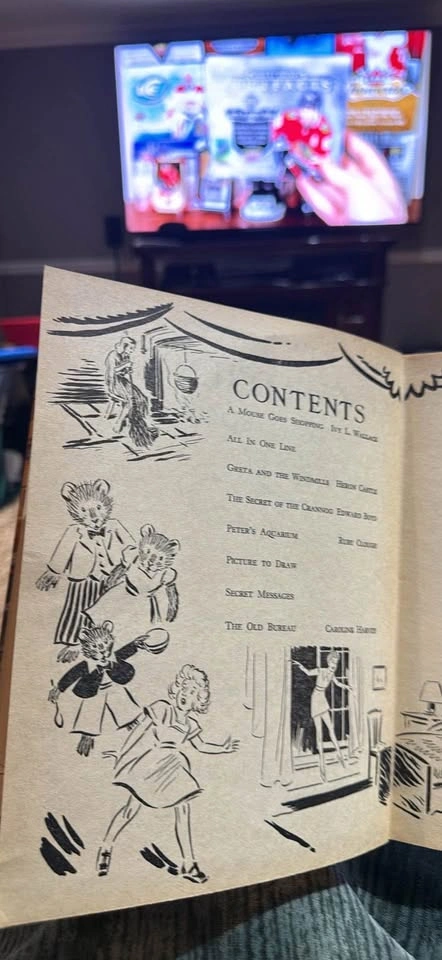 CONTENTS
A Mouse Goes Shopping Ivy L. Wallace
All In One Line
Greta and the Windmills Heron Castle
The Secret of the Crannog Edward Boyd
Peter's Aquarium Ruby Clough
Picture to Draw
Secret Messages
The Old Bureau Caroline Harvey